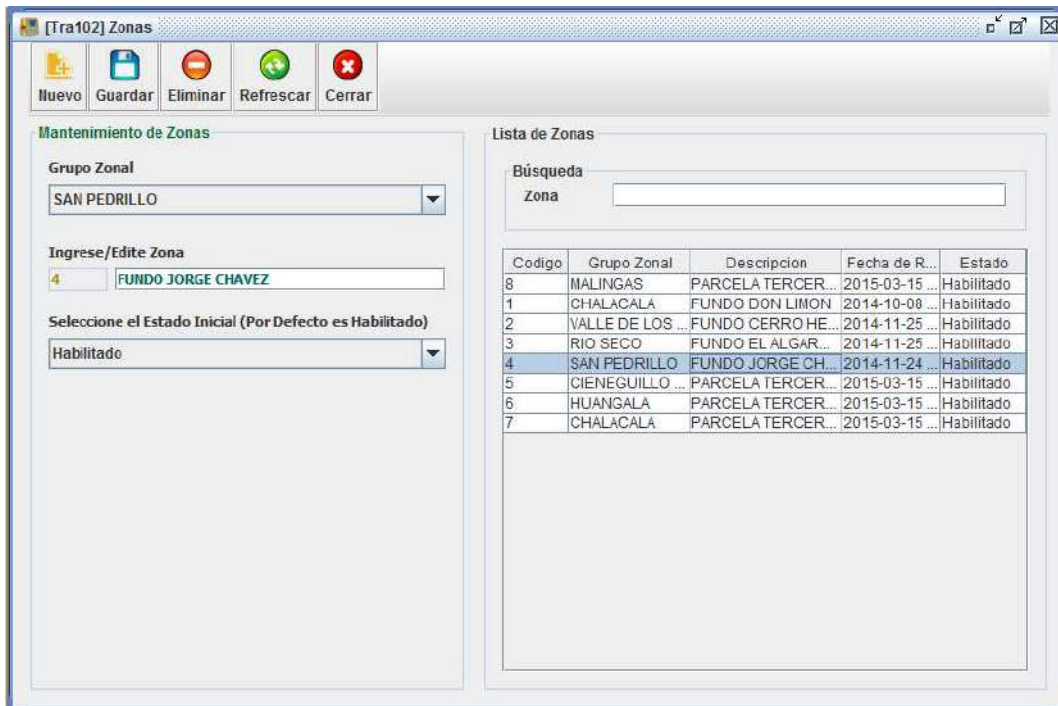 [Tra102] Zonas
Nuevo Guardar Eliminar Refrescar Cerrar
Mantenimiento de Zonas
Grupo Zonal
SAN PEDRILLO
Ingrese/Edite Zona
4 FUNDO JORGE CHAVEZ
Seleccione el Estado Inicial (Por Defecto es Habilitado)
Habilitado
Lista de Zonas
Búsqueda
Zona
Codigo Grupo Zonal Descripcion Fecha de R... Estado
8 MALINGAS PARCELA TERCER... 2015-03-15 ... Habilitado
1 CHALACALA FUNDO DON LIMON 2014-10-08 ... Habilitado
2 VALLE DE LOS ... FUNDO CERRO HE... 2014-11-25 ... Habilitado
3 RIO SECO FUNDO EL ALGAR... 2014-11-25 ... Habilitado
4 SAN PEDRILLO FUNDO JORGE CH... 2014-11-24 ... Habilitado
5 CIENEGUILLO ... PARCELA TERCER... 2015-03-15 ... Habilitado
6 HUANGALA PARCELA TERCER... 2015-03-15 ... Habilitado
7 CHALACALA PARCELA TERCER... 2015-03-15 ... Habilitado